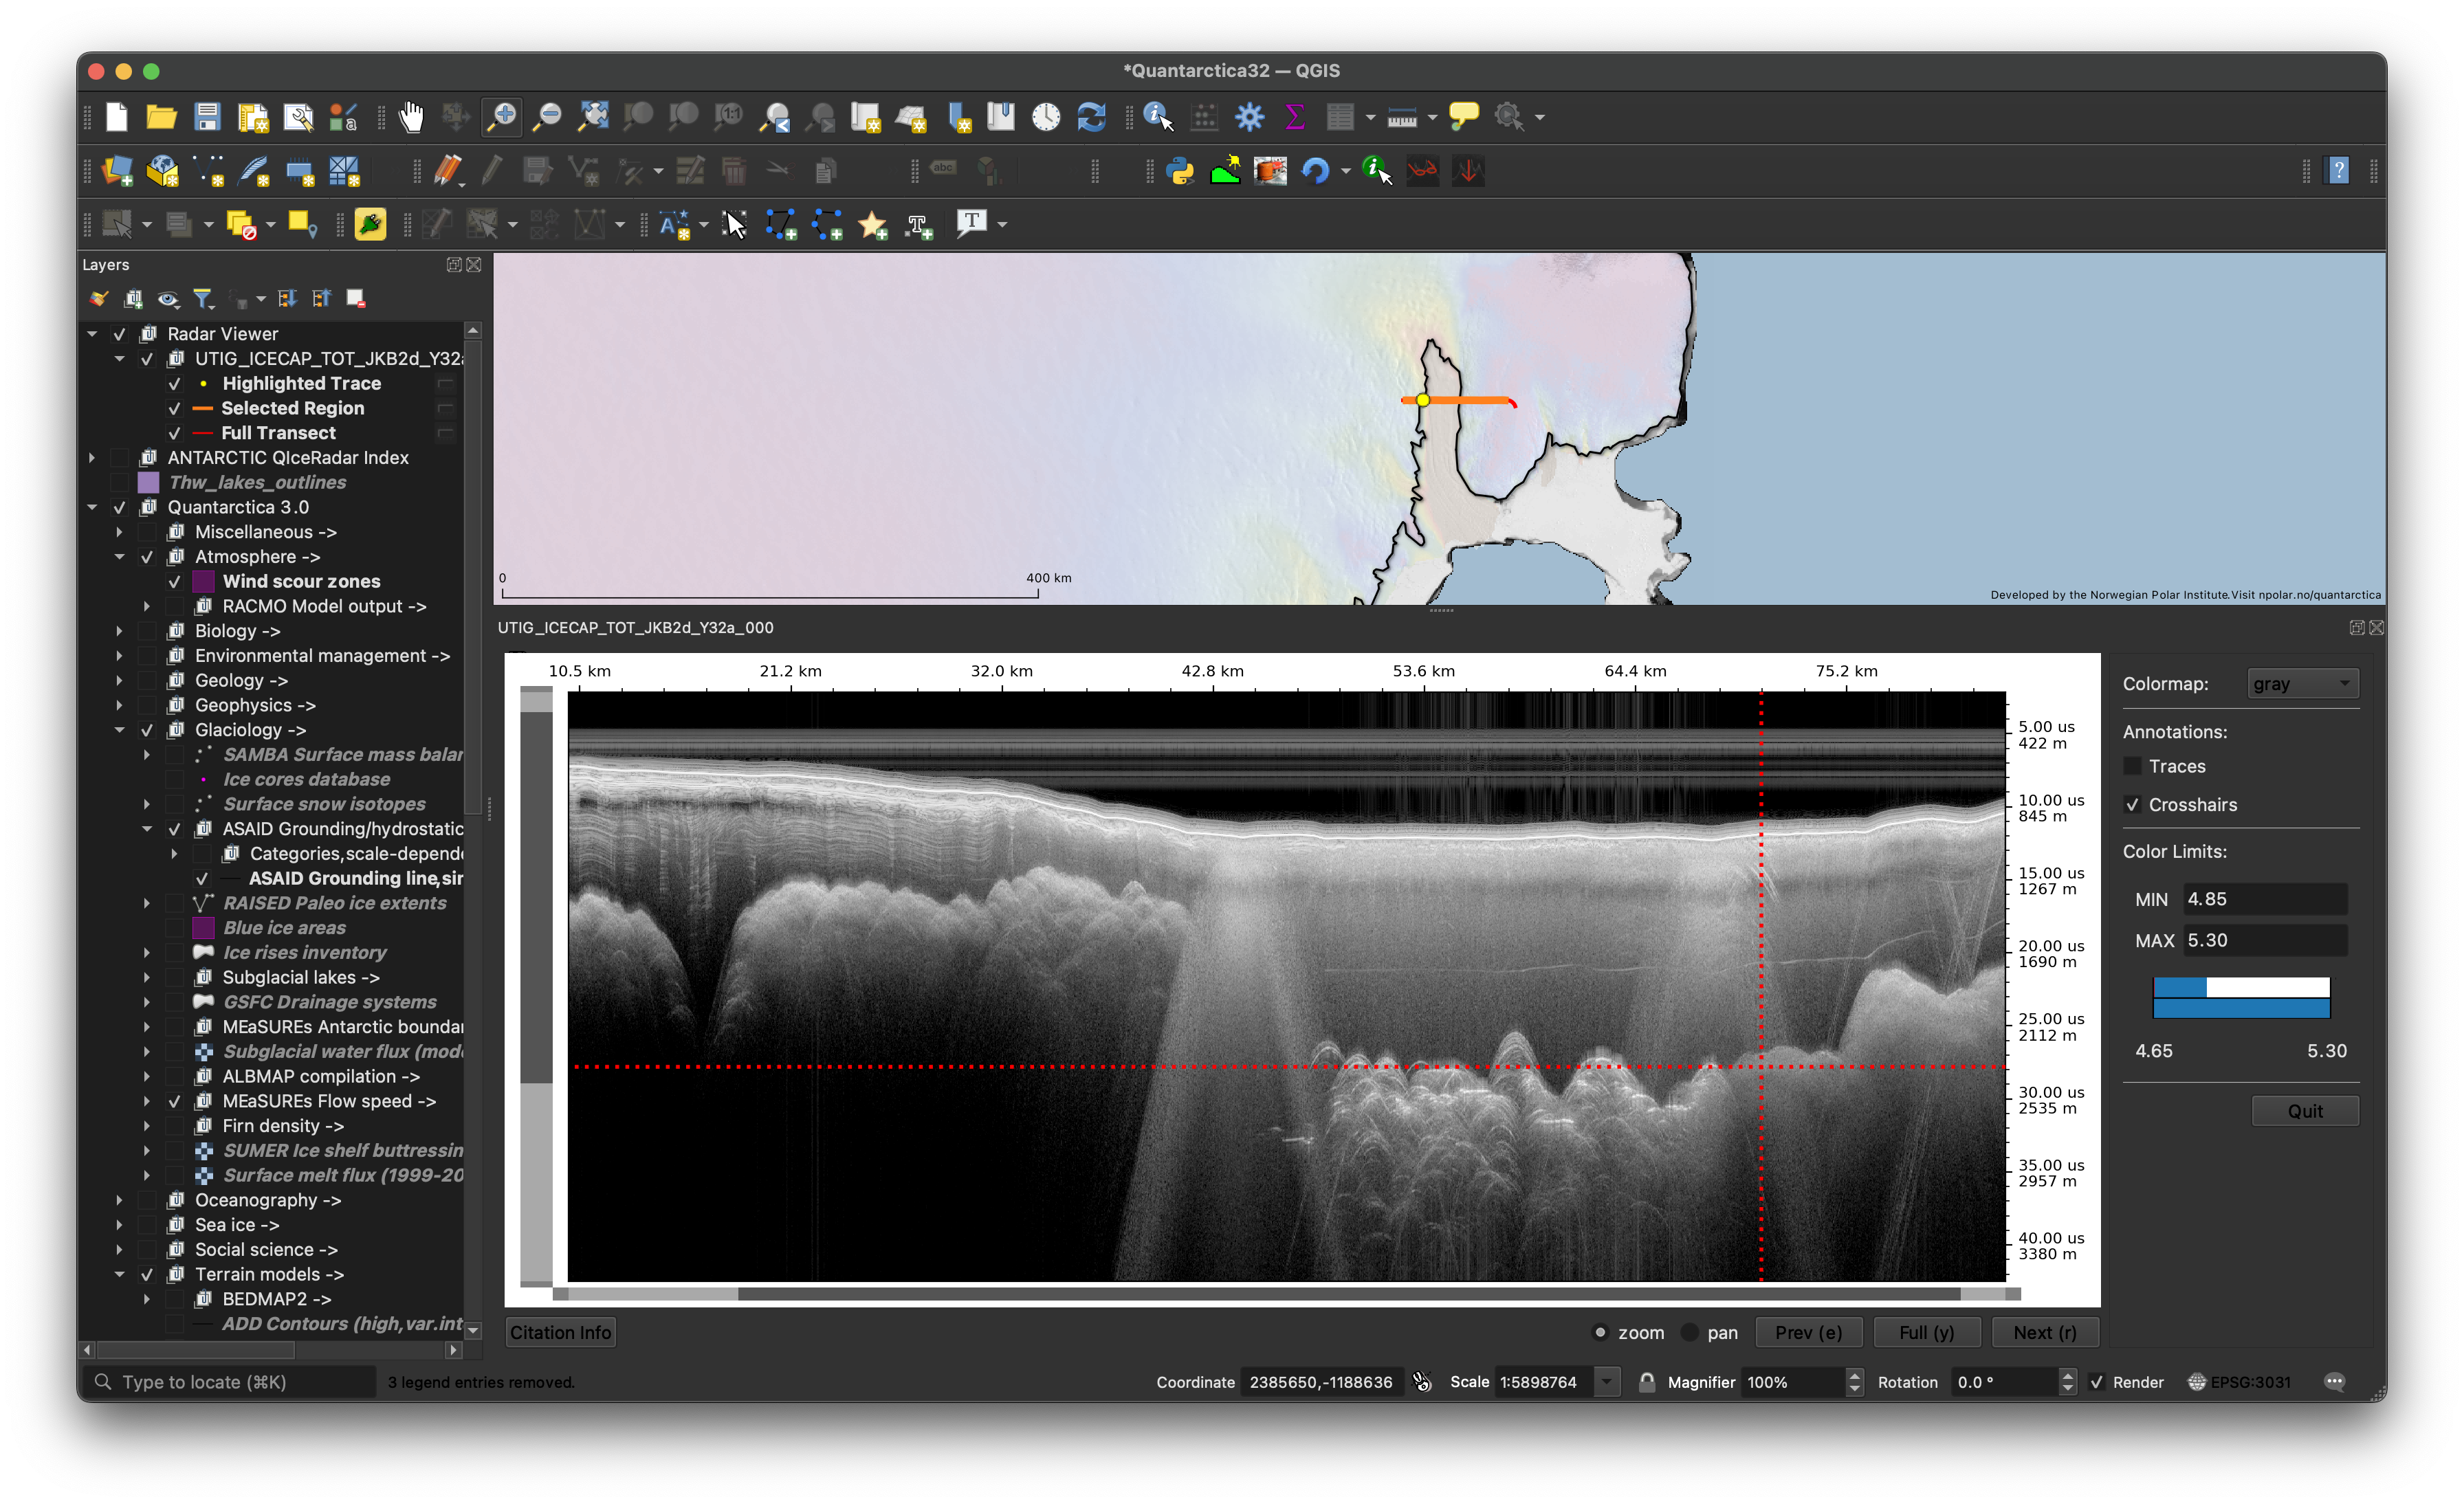 *Quantarctica32 — QGIS
Layers
Radar Viewer
UTIG_ICECAP_TOT_JKB2d_Y32a
Highlighted Trace
Selected Region
Full Transect
ANTARCTIC QIceRadar Index
Thw_lakes_outlines
Quantarctica 3.0
Miscellaneous ->
Atmosphere ->
Wind scour zones
RACMO Model output ->
Biology ->
Environmental management ->
Geology ->
Geophysics ->
Glaciology ->
SAMBA Surface mass balar
Ice cores database
Surface snow isotopes
ASAID Grounding/hydrostatic
Categories,scale-depende
ASAID Grounding line,sir
RAISED Paleo ice extents
Blue ice areas
Ice rises inventory
Subglacial lakes ->
GSFC Drainage systems
MEaSUREs Antarctic boundar
Subglacial water flux (mode
ALBMAP compilation ->
MEaSUREs Flow speed ->
Firn density ->
SUMER Ice shelf buttressin
Surface melt flux (1999-20
Oceanography ->
Sea ice ->
Social science ->
Terrain models ->
BEDMAP2 ->
ADD Contours (high,var.int
0
400 km
Developed by the Norwegian Polar Institute.Visit npolar.no/quantarctica
UTIG_ICECAP_TOT_JKB2d_Y32a_000
10.5 km 21.2 km 32.0 km 42.8 km 53.6 km 64.4 km 75.2 km
5.00 us
422 m
10.00 us
845 m
15.00 us
1267 m
20.00 us
1690 m
25.00 us
2112 m
30.00 us
2535 m
35.00 us
2957 m
40.00 us
3380 m
Colormap: gray
Annotations:
Traces
Crosshairs
Color Limits:
MIN 4.85
MAX 5.30
4.65 5.30
Quit
Citation Info
zoom pan Prev (e) Full (y) Next (r)
Type to locate (⌘K) 3 legend entries removed. Coordinate 2385650,-1188636 Scale 1:5898764 Magnifier 100% Rotation 0.0 ° Render EPSG:3031